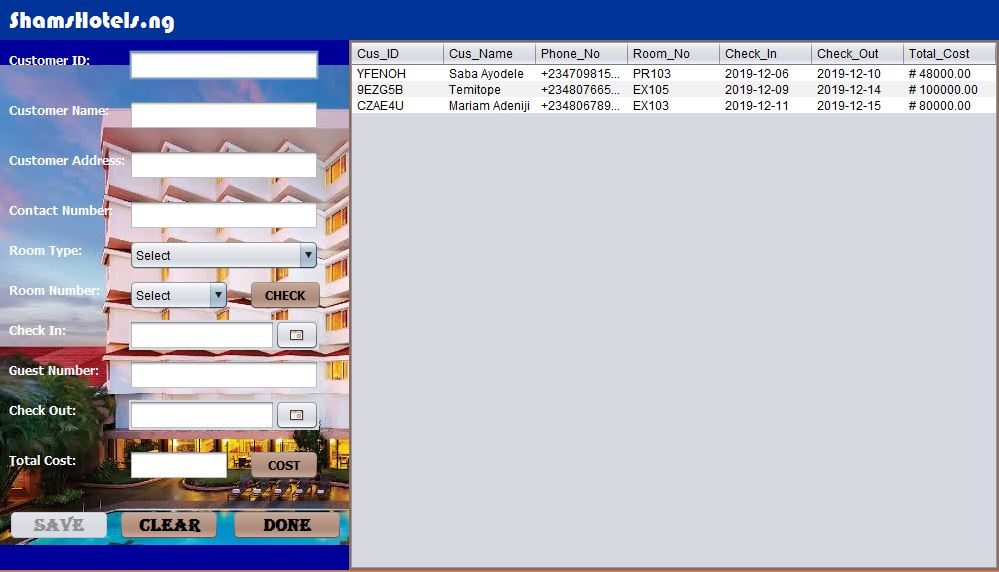 ShamsHotels.ng
Customer ID:
Customer Name:
Customer Address:
Contact Number:
Room Type: Select
Room Number: Select CHECK
Check In:
Guest Number:
Check Out:
Total Cost: COST
SAVE CLEAR DONE
Cus_ID Cus_Name Phone_No Room_No Check_In Check_Out Total_Cost
YFENOH Saba Ayodele +234709815... PR103 2019-12-06 2019-12-10 # 48000.00
9EZG5B Temitope +234807665... EX105 2019-12-09 2019-12-14 # 100000.00
CZAE4U Mariam Adeniji +234806789... EX103 2019-12-11 2019-12-15 # 80000.00